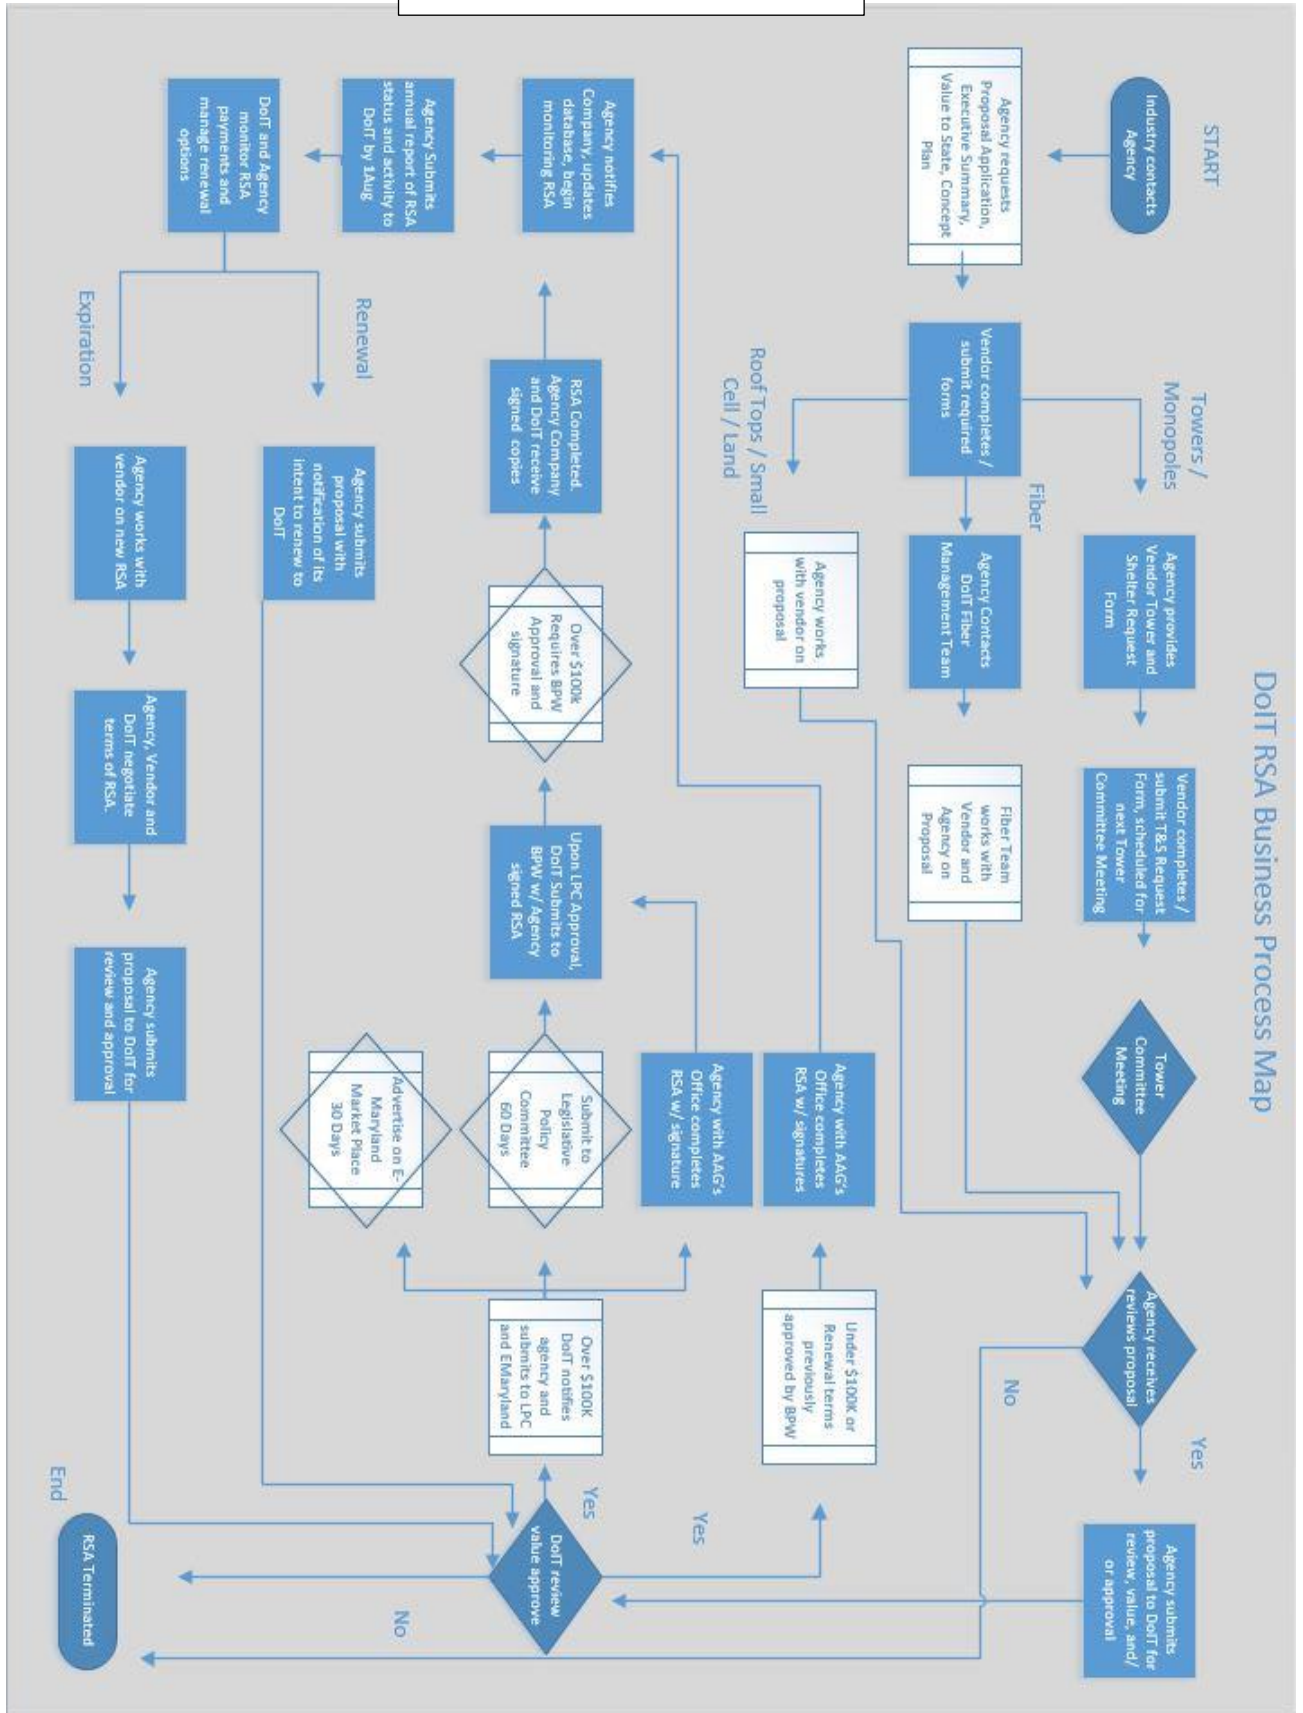 DoIT RSA Business Process Map
START
Industry contacts
Agency
Agency requests
Proposal Application,
Executive Summary,
Value to State, Concept
Plan
Vendor completes /
submit required
forms
Towers /
Monopoles
Agency provides
Vendor Tower and
Shelter Request
Form
Vendor completes /
submit T&S Request
Form, scheduled for
next Tower
Committee Meeting
Tower
Committee
Meeting
Agency receives
reviews proposal
Yes
Agency submits
proposal to DoIT for
review, value, and/
or approval
No
Fiber
Agency Contacts
DoIT Fiber
Management Team
Fiber Team
works with
Vendor and
Agency on
Proposal
Roof Tops / Small
Cell / Land
Agency works
with vendor on
proposal
Agency with AAG's
Office completes
RSA w/ signatures
Under $100K or
Renewal terms
previously
approved by BPW
Yes
Agency with AAG's
Office completes
RSA w/ signature
Agency notifies
Company, updates
database, begin
monitoring RSA
RSA Completed.
Agency Company
and DoIT receive
signed copies
Over $100k
Requires BPW
Approval and
signature
Upon LPC Approval,
DoIT Submits to
BPW w/ Agency
signed RSA
Submit to
Legislative
Policy
Committee
60 Days
Over $100K
DoIT notifies
agency and
submits to LPC
and EMaryland
Yes
DoIT review
value approve
Agency Submits
annual report of RSA
status and activity to
DoIT by 1Aug
Advertise on E-
Maryland
Market Place
30 Days
No
DoIT and Agency
monitor RSA
payments and
manage renewal
options
Renewal
Agency submits
proposal with
notification of its
intent to renew to
DoIT
Expiration
Agency works with
vendor on new RSA
Agency, Vendor and
DoIT negotiate
terms of RSA.
Agency submits
proposal to DoIT for
review and approval
End
RSA Terminated